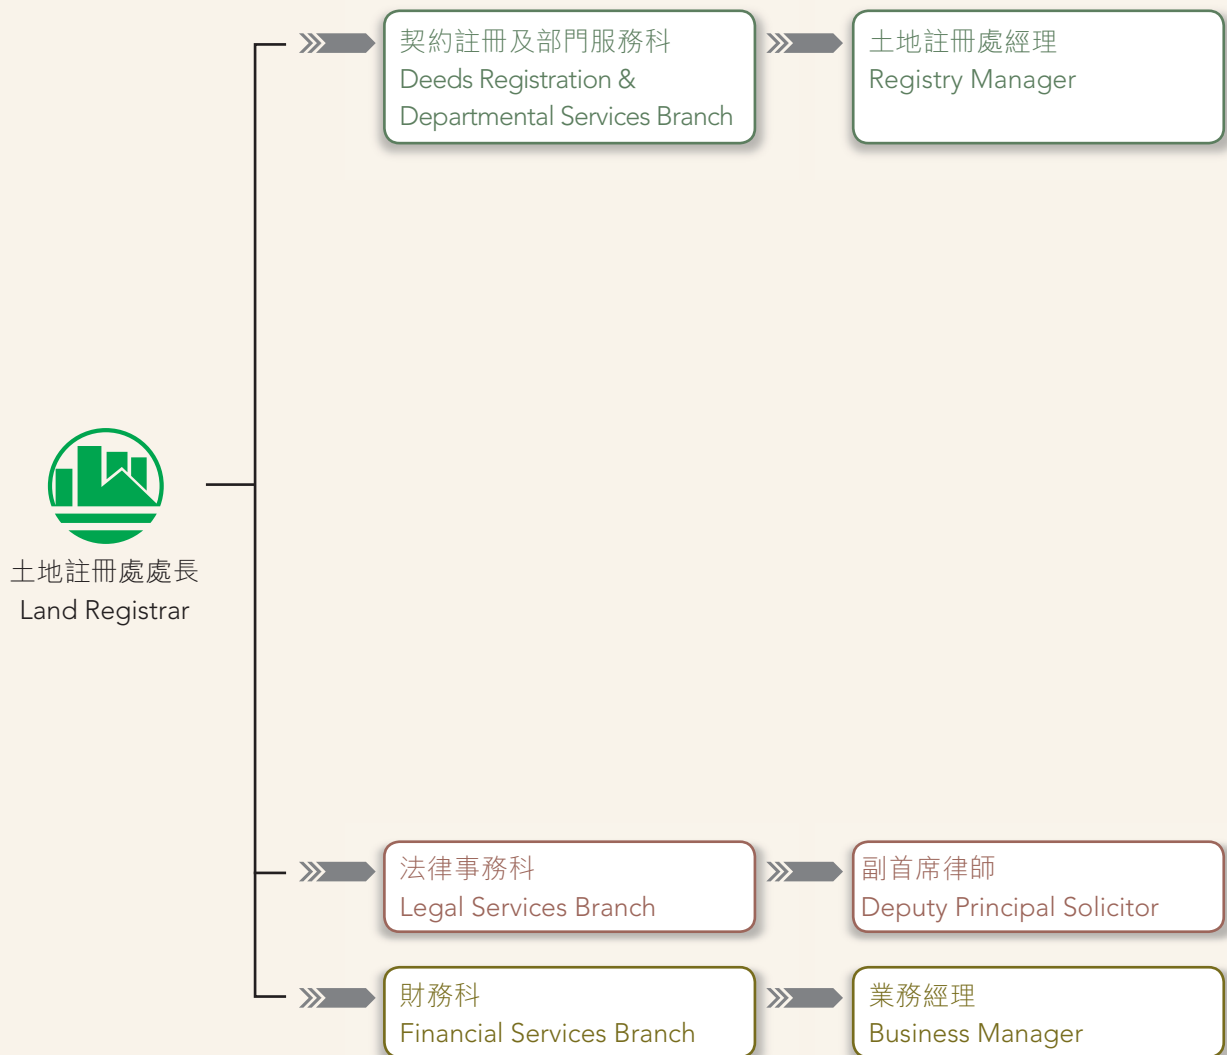 契約註冊及部門服務科
Deeds Registration &
Departmental Services Branch
土地註冊處經理
Registry Manager
土地註冊處處長
Land Registrar
法律事務科
Legal Services Branch
副首席律師
Deputy Principal Solicitor
財務科
Financial Services Branch
業務經理
Business Manager